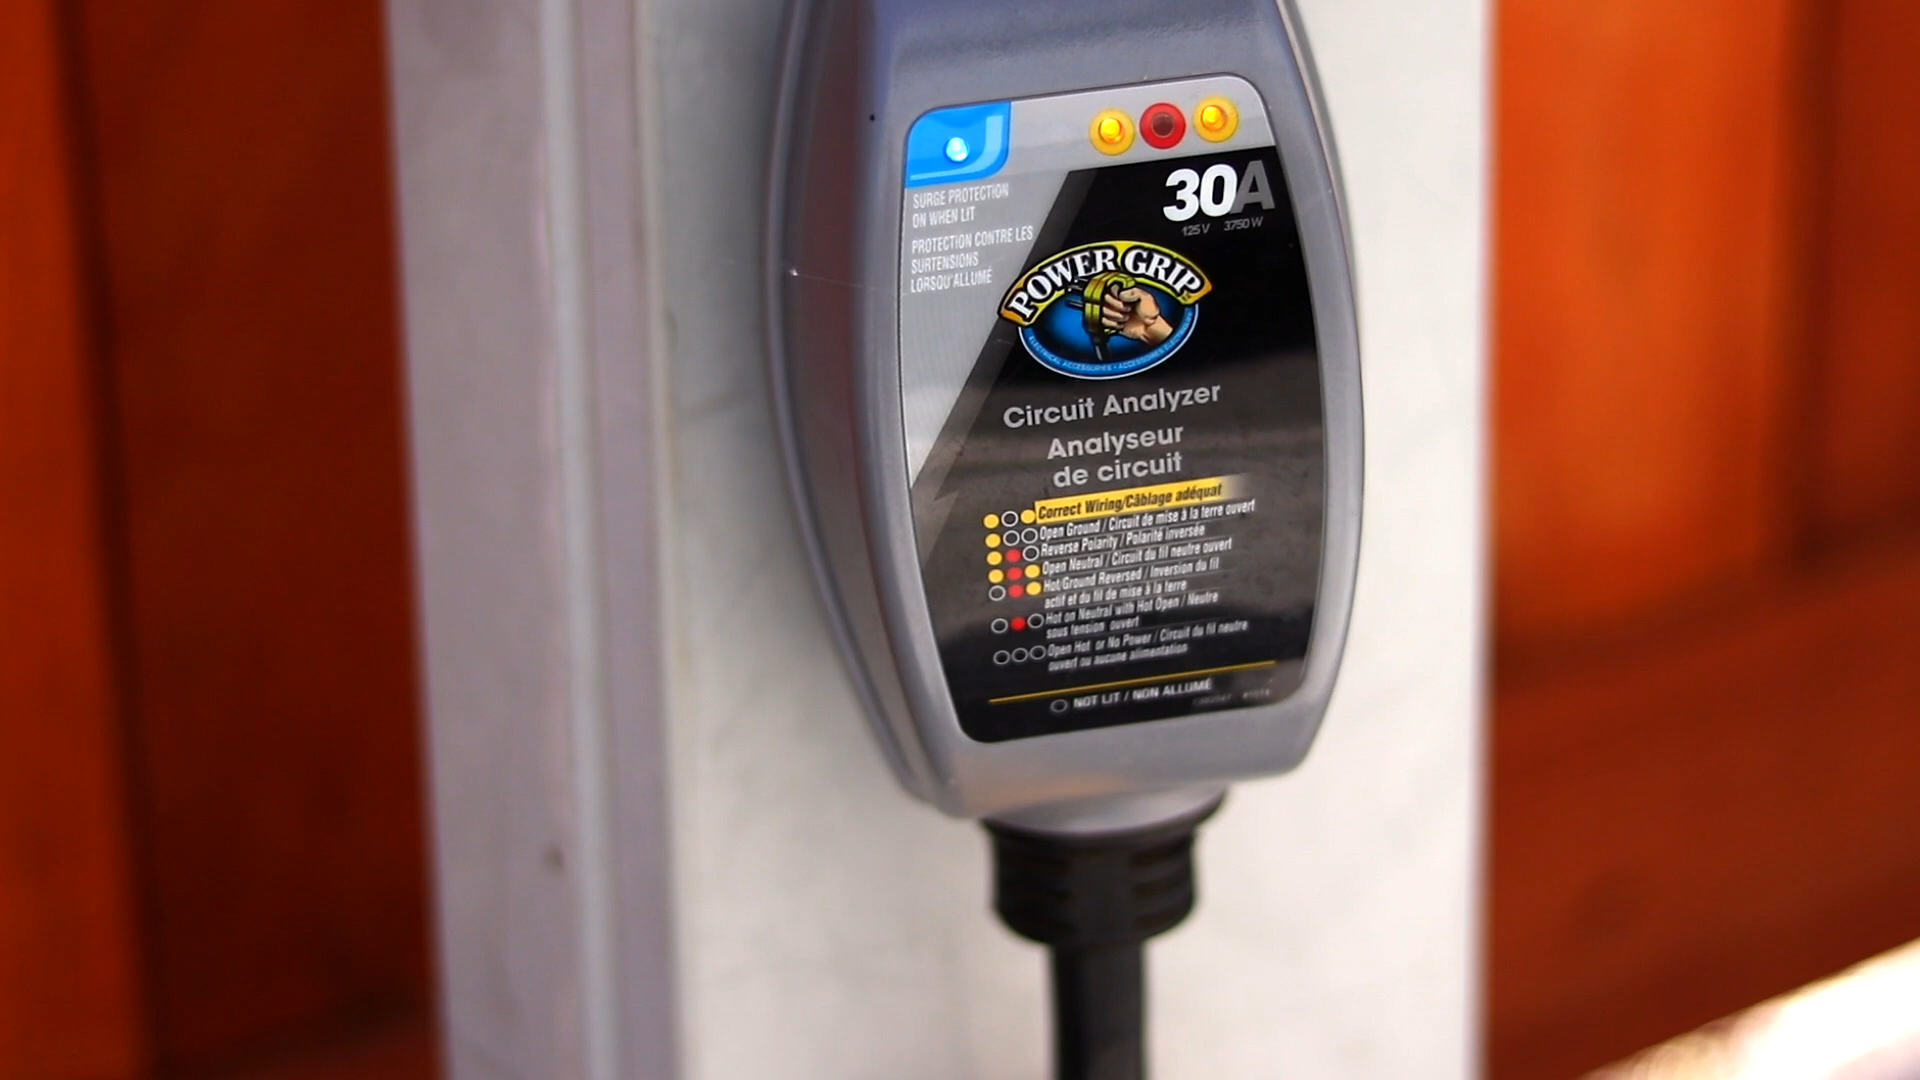 SURGE PROTECTION
ON WHEN LIT
PROTECTION CONTRE LES
SURTENSIONS
LORSQU'ALLUMÉ
30A
125 V 3750 W
POWER GRIP
ELECTRICAL ACCESSORIES • ACCESSOIRES ÉLECTRIQUES
Circuit Analyzer
Analyseur
de circuit
Correct Wiring/Câblage adéquat
Open Ground / Circuit de mise à la terre ouvert
Reverse Polarity / Polarité inversée
Open Neutral / Circuit du fil neutre ouvert
Hot/Ground Reversed / Inversion du fil
actif et du fil de mise à la terre
Hot on Neutral with Hot Open / Neutre
sous tension ouvert
Open Hot or No Power / Circuit du fil neutre
ouvert ou aucune alimentation
NOT LIT / NON ALLUMÉ